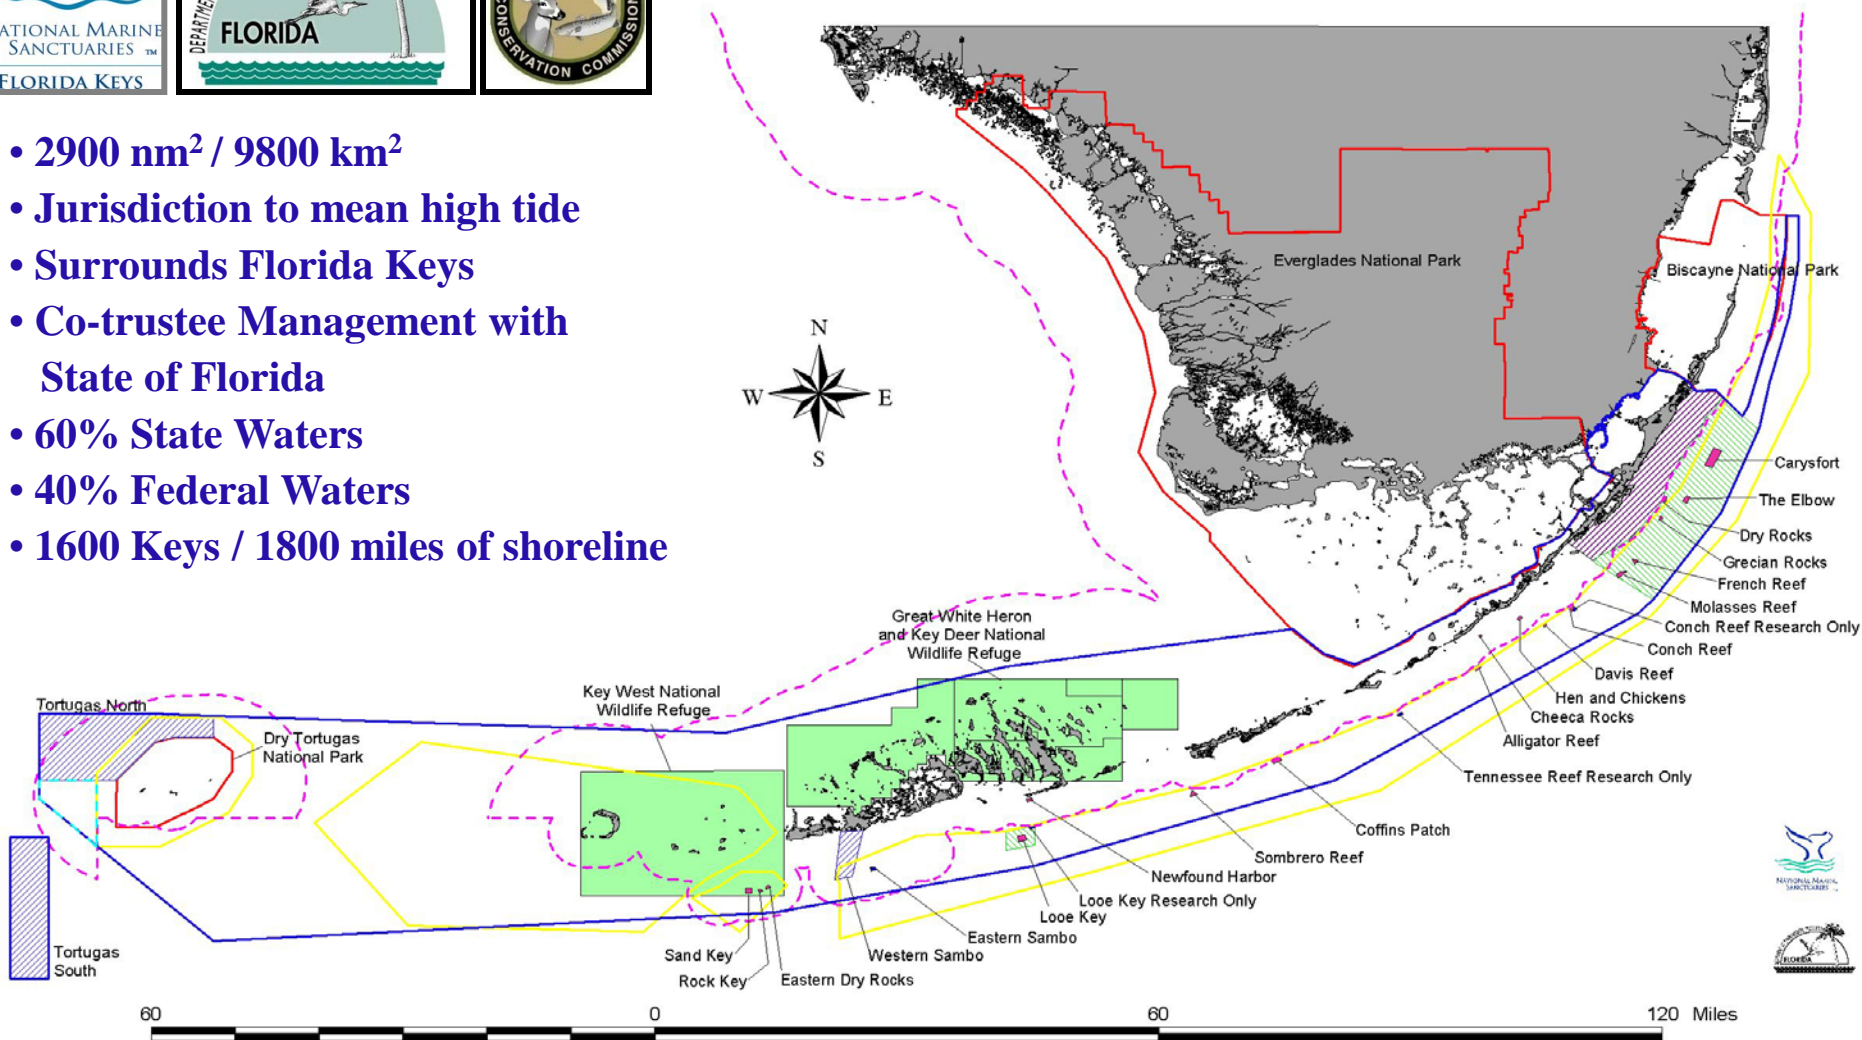 NATIONAL MARINE
SANCTUARIES ™
FLORIDA KEYS
FLORIDA
CONSERVATION
• 2900 nm² / 9800 km²
• Jurisdiction to mean high tide
• Surrounds Florida Keys
• Co-trustee Management with
State of Florida
• 60% State Waters
• 40% Federal Waters
• 1600 Keys / 1800 miles of shoreline
N
W E
S
Everglades National Park
Biscayne National Park
Carysfort
The Elbow
Dry Rocks
Grecian Rocks
French Reef
Molasses Reef
Conch Reef Research Only
Conch Reef
Davis Reef
Hen and Chickens
Cheeca Rocks
Alligator Reef
Tennessee Reef Research Only
Coffins Patch
Sombrero Reef
Newfound Harbor
Looe Key Research Only
Looe Key
Eastern Sambo
Western Sambo
Eastern Dry Rocks
Rock Key
Sand Key
Great White Heron
and Key Deer National
Wildlife Refuge
Key West National
Wildlife Refuge
Tortugas North
Dry Tortugas
National Park
Tortugas
South
NATIONAL MARINE
SANCTUARIES
FLORIDA
60 0 60 120 Miles